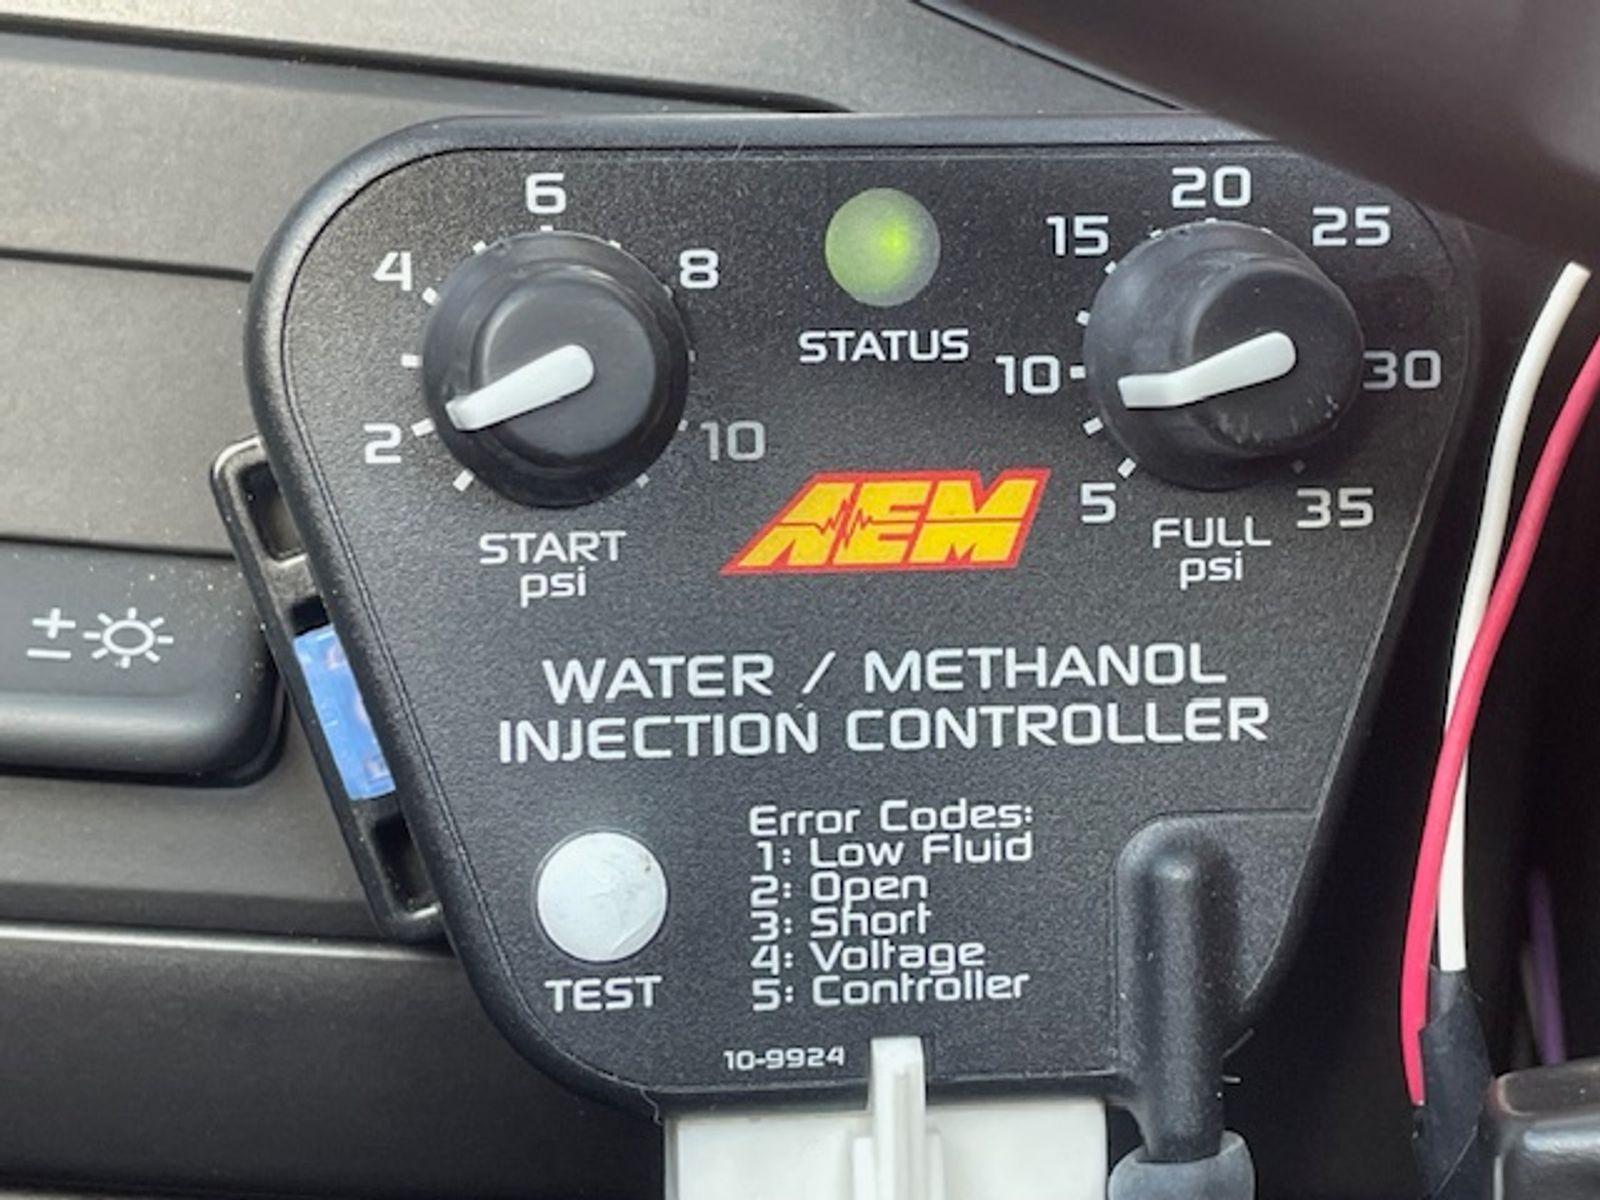 6
4
8
2
10
START
psi
STATUS
20
15
25
10
30
5
35
FULL
psi
AEM
WATER / METHANOL
INJECTION CONTROLLER
Error Codes:
1: Low Fluid
2: Open
3: Short
4: Voltage
5: Controller
TEST
10-9924